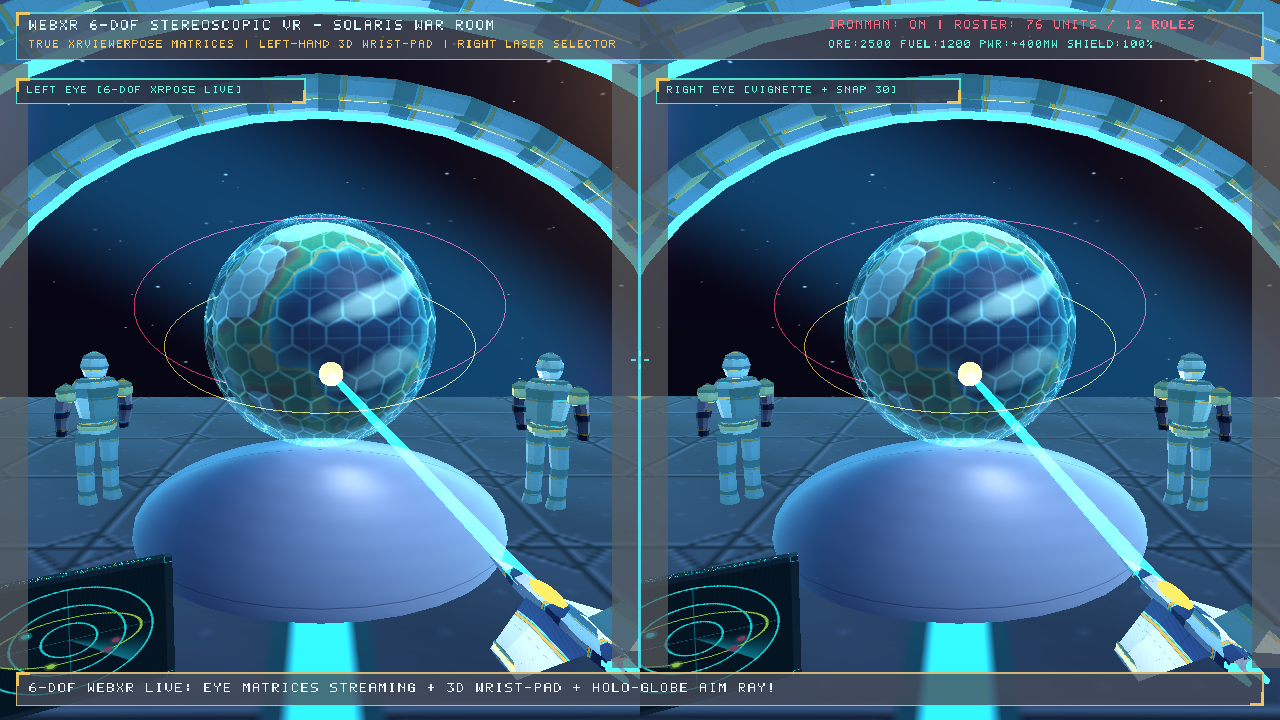 WEBXR 6-DOF STEREOSCOPIC VR - SOLARIS WAR ROOM
TRUE XRVIEWERPOSE MATRICES | LEFT-HAND 3D WRIST-PAD | RIGHT LASER SELECTOR
IRONMAN: ON | ROSTER: 76 UNITS / 12 ROLES
ORE:2500 FUEL:1200 PWR:+400MW SHIELD:100%
LEFT EYE [6-DOF XRPOSE LIVE]
RIGHT EYE [VIGNETTE + SNAP 30]
6-DOF WEBXR LIVE: EYE MATRICES STREAMING + 3D WRIST-PAD + HOLO-GLOBE AIM RAY!